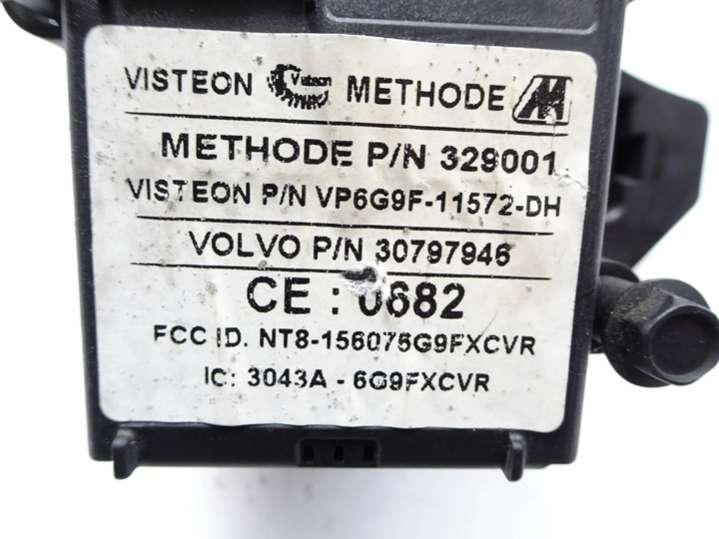 VISTEON Visteon METHODE
METHODE P/N 329001
VISTEON P/N VP6G9F-11572-DH
VOLVO P/N 30797946
CE : 0682
FCC ID. NT8-156075G9FXCVR
IC: 3043A - 6G9FXCVR